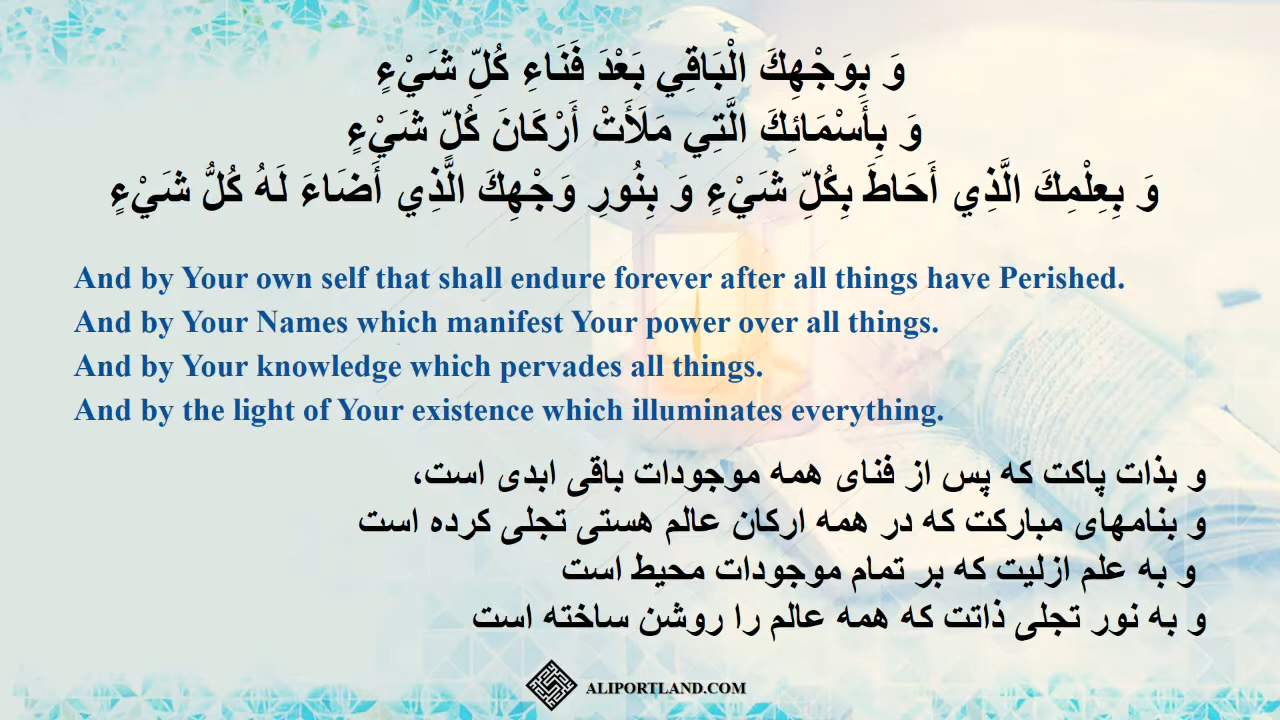 وَ بِوَجْهِكَ الْبَاقِي بَعْدَ فَنَاءِ كُلِّ شَيْءٍ
وَ بِأَسْمَائِكَ الَّتِي مَلَأَتْ أَرْكَانَ كُلِّ شَيْءٍ
وَ بِعِلْمِكَ الَّذِي أَحَاطَ بِكُلِّ شَيْءٍ وَ بِنُورِ وَجْهِكَ الَّذِي أَضَاءَ لَهُ كُلُّ شَيْءٍ
And by Your own self that shall endure forever after all things have Perished.
And by Your Names which manifest Your power over all things.
And by Your knowledge which pervades all things.
And by the light of Your existence which illuminates everything.
و بذات پاکت که پس از فنای همه موجودات باقی ابدی است،
و بنامهای مبارکت که در همه ارکان عالم هستی تجلی کرده است
و به علم ازلیت که بر تمام موجودات محیط است
و به نور تجلی ذاتت که همه عالم را روشن ساخته است
ALIPORTLAND.COM